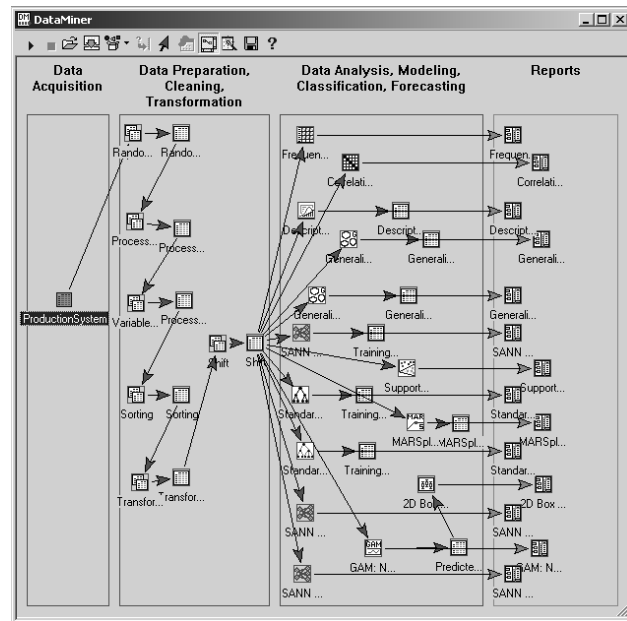 DataMiner
Data Acquisition
Data Preparation, Cleaning, Transformation
Data Analysis, Modeling, Classification, Forecasting
Reports
Rando... Rando... Frequen... Frequen...
Correlati... Correlati...
Process... Process... Descript... Descript... Descript...
Generali... Generali... Generali...
ProductionSystem Variable... Process... Generali... Generali... Generali...
Shift Shift SANN ... Training... SANN ...
Support... Support...
Sorting Sorting Standar... Training... Standar...
MARSpl... MARSpl... MARSpl...
Standar... Training... Standar...
Transfor... Transfor... 2D Box... 2D Box ...
SANN ... SANN ...
GAM: N... Predicte... GAM: N...
SANN ... SANN ...